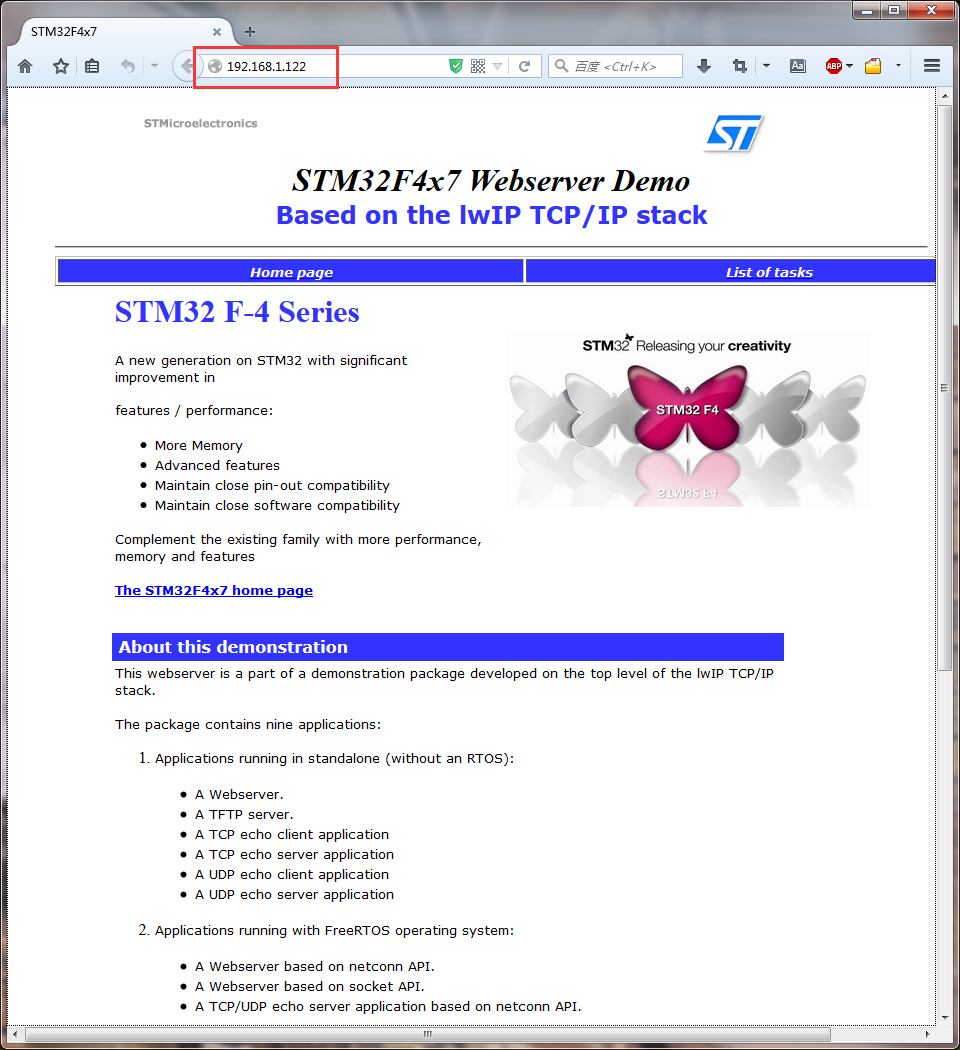 STM32F4x7
192.168.1.122
百度 <Ctrl+K>
Aa
ABP
STMicroelectronics
ST
STM32F4x7 Webserver Demo
Based on the lwIP TCP/IP stack
Home page
List of tasks
STM32 F-4 Series
STM32 Releasing your creativity
A new generation on STM32 with significant
improvement in
features / performance:
STM32 F4
More Memory
Advanced features
Maintain close pin-out compatibility
Maintain close software compatibility
STM32 F4
Complement the existing family with more performance,
memory and features
The STM32F4x7 home page
About this demonstration
This webserver is a part of a demonstration package developed on the top level of the lwIP TCP/IP
stack.
The package contains nine applications:
1. Applications running in standalone (without an RTOS):
A Webserver.
A TFTP server.
A TCP echo client application
A TCP echo server application
A UDP echo client application
A UDP echo server application
2. Applications running with FreeRTOS operating system:
A Webserver based on netconn API.
A Webserver based on socket API.
A TCP/UDP echo server application based on netconn API.